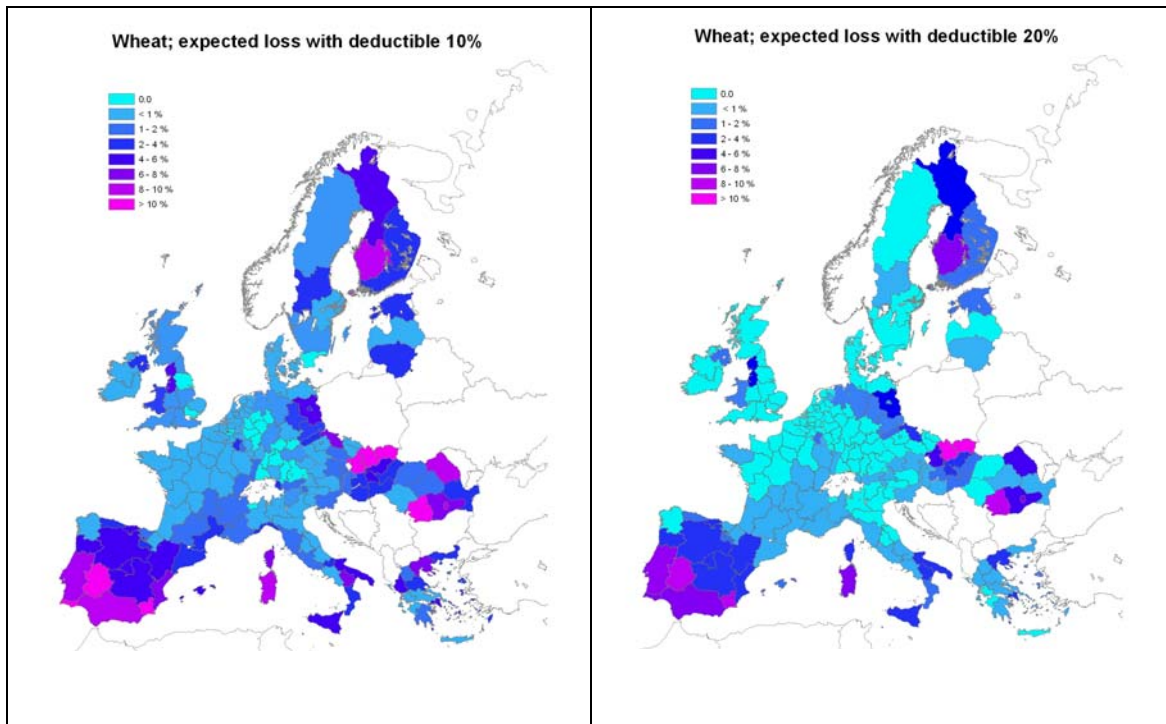 Wheat; expected loss with deductible 10%
0.0
< 1 %
1 - 2 %
2 - 4 %
4 - 6 %
6 - 8 %
8 - 10 %
> 10 %
Wheat; expected loss with deductible 20%
0.0
< 1 %
1 - 2 %
2 - 4 %
4 - 6 %
6 - 8 %
8 - 10 %
> 10 %